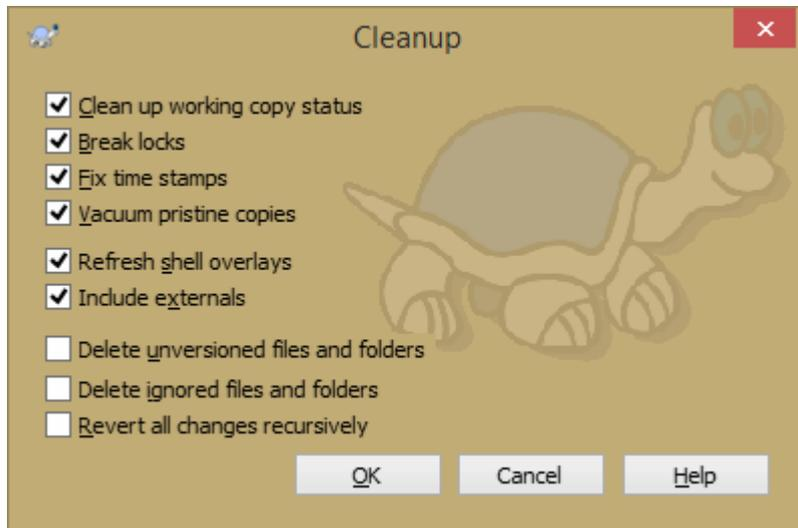 Cleanup
Clean up working copy status
Break locks
Fix time stamps
Vacuum pristine copies
Refresh shell overlays
Include externals
Delete unversioned files and folders
Delete ignored files and folders
Revert all changes recursively
OK
Cancel
Help